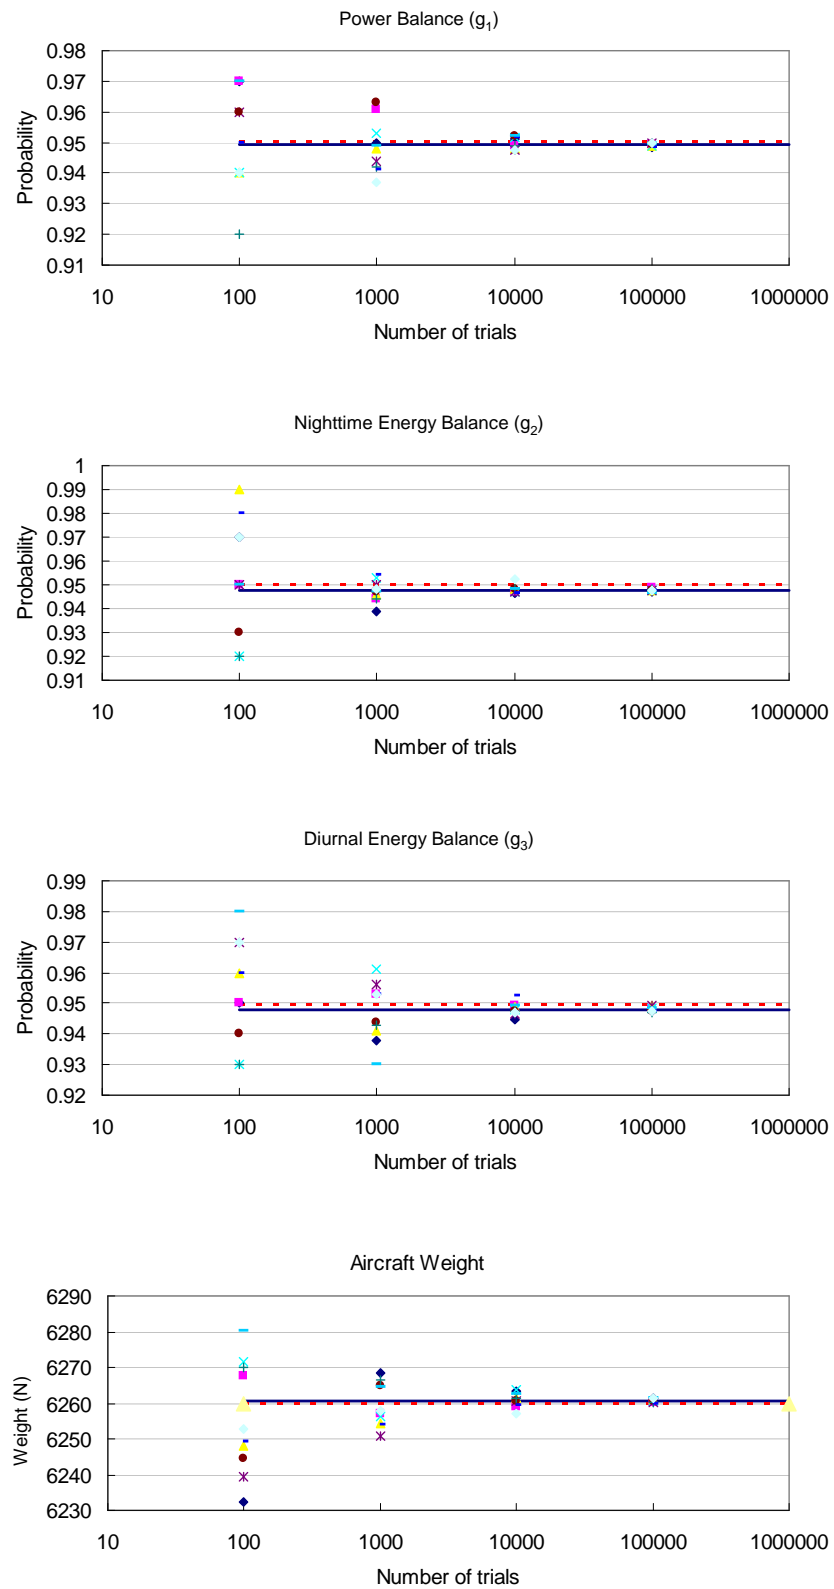 Power Balance (g1)
0.98
0.97
0.96
0.95
0.94
0.93
0.92
0.91
Probability
10 100 1000 10000 100000 1000000
Number of trials
Nighttime Energy Balance (g2)
1
0.99
0.98
0.97
0.96
0.95
0.94
0.93
0.92
0.91
Probability
10 100 1000 10000 100000 1000000
Number of trials
Diurnal Energy Balance (g3)
0.99
0.98
0.97
0.96
0.95
0.94
0.93
0.92
Probability
10 100 1000 10000 100000 1000000
Number of trials
Aircraft Weight
6290
6280
6270
6260
6250
6240
6230
Weight (N)
10 100 1000 10000 100000 1000000
Number of trials